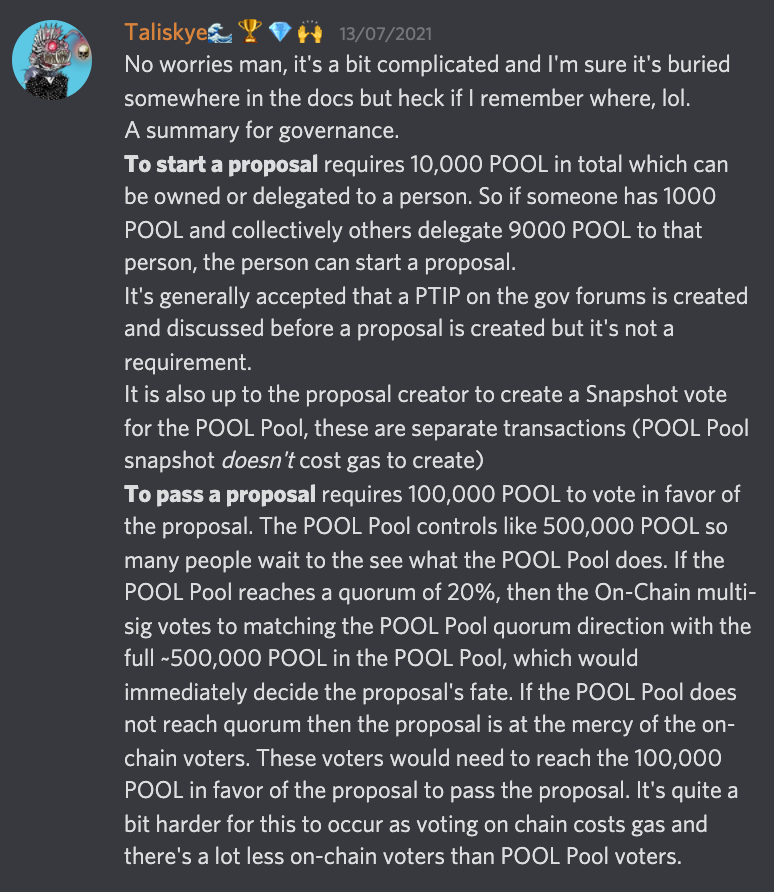 Taliskye🌊🏆💎🙌 13/07/2021
No worries man, it's a bit complicated and I'm sure it's buried
somewhere in the docs but heck if I remember where, lol.
A summary for governance.
To start a proposal requires 10,000 POOL in total which can
be owned or delegated to a person. So if someone has 1000
POOL and collectively others delegate 9000 POOL to that
person, the person can start a proposal.
It's generally accepted that a PTIP on the gov forums is created
and discussed before a proposal is created but it's not a
requirement.
It is also up to the proposal creator to create a Snapshot vote
for the POOL Pool, these are separate transactions (POOL Pool
snapshot doesn't cost gas to create)
To pass a proposal requires 100,000 POOL to vote in favor of
the proposal. The POOL Pool controls like 500,000 POOL so
many people wait to the see what the POOL Pool does. If the
POOL Pool reaches a quorum of 20%, then the On-Chain multi-
sig votes to matching the POOL Pool quorum direction with the
full ~500,000 POOL in the POOL Pool, which would
immediately decide the proposal's fate. If the POOL Pool does
not reach quorum then the proposal is at the mercy of the on-
chain voters. These voters would need to reach the 100,000
POOL in favor of the proposal to pass the proposal. It's quite a
bit harder for this to occur as voting on chain costs gas and
there's a lot less on-chain voters than POOL Pool voters.